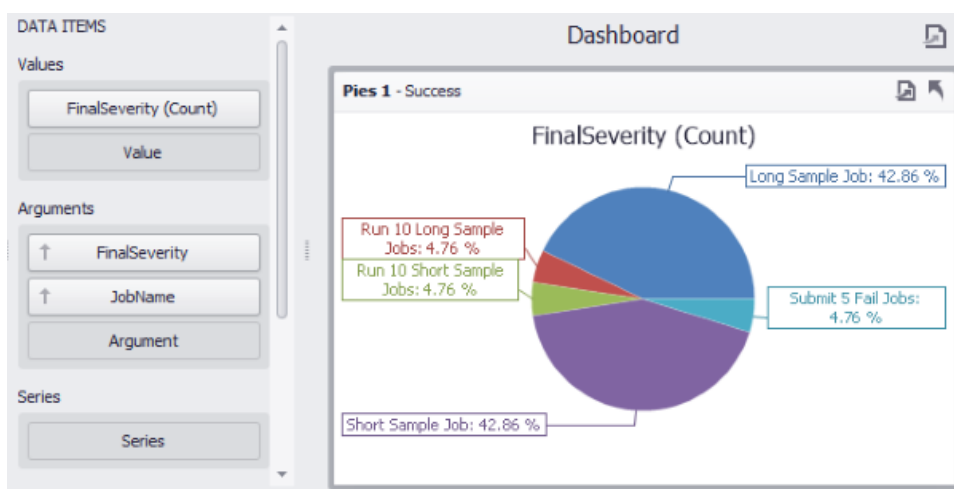 DATA ITEMS
Values
FinalSeverity (Count)
Value
Arguments
FinalSeverity
JobName
Argument
Series
Series
Dashboard
Pies 1 - Success
FinalSeverity (Count)
Long Sample Job: 42.86 %
Run 10 Long Sample
Jobs: 4.76 %
Run 10 Short Sample
Jobs: 4.76 %
Submit 5 Fail Jobs:
4.76 %
Short Sample Job: 42.86 %